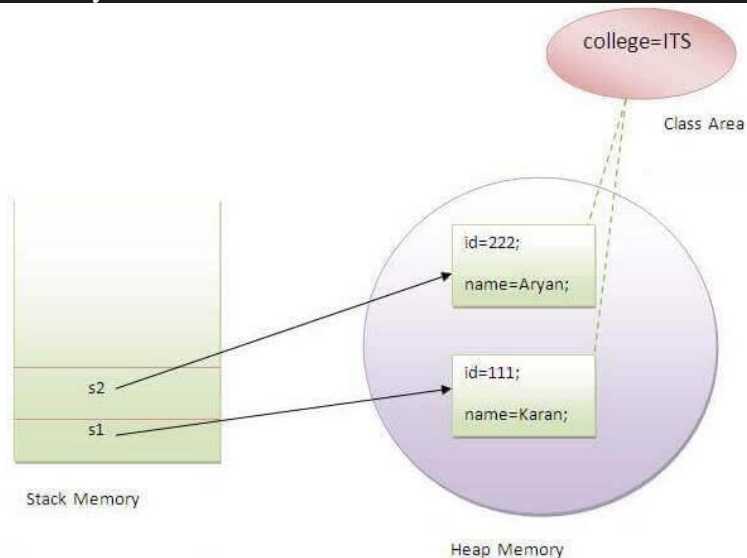 college=ITS
Class Area
id=222;
name=Aryan;
id=111;
name=Karan;
s2
s1
Stack Memory
Heap Memory